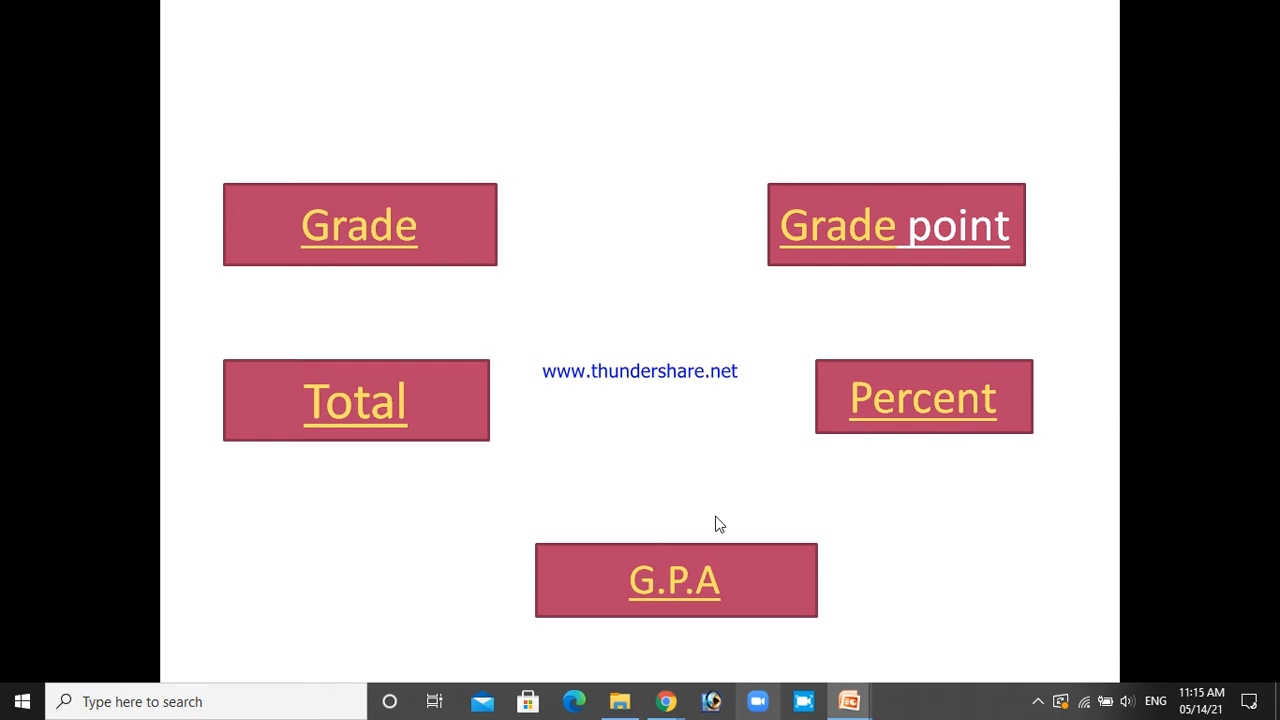 Grade
Grade point
Total
www.thundershare.net
Percent
G.P.A
Type here to search
ENG
11:15 AM
05/14/21